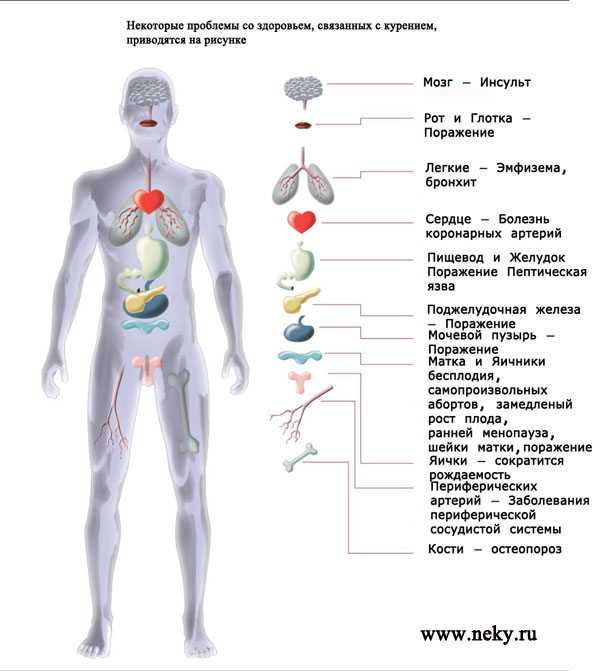 Некоторые проблемы со здоровьем, связанных с курением,
приводятся на рисунке
Мозг — Инсульт
Рот и Глотка —
Поражение
Легкие — Эмфизема,
бронхит
Сердце — Болезнь
коронарных артерий
Пищевод и Желудок
Поражение Пептическая
язва
Поджелудочная железа
— Поражение
Мочевой пузырь —
Поражение
Матка и Яичники
бесплодия,
самопроизвольных
абортов, замедленый
рост плода,
ранней менопауза,
шейки матки,поражение
Яички — сократится
рождаемость
Периферических
артерий — Заболевания
периферической
сосудистой системы
Кости — остеопороз
www.neky.ru